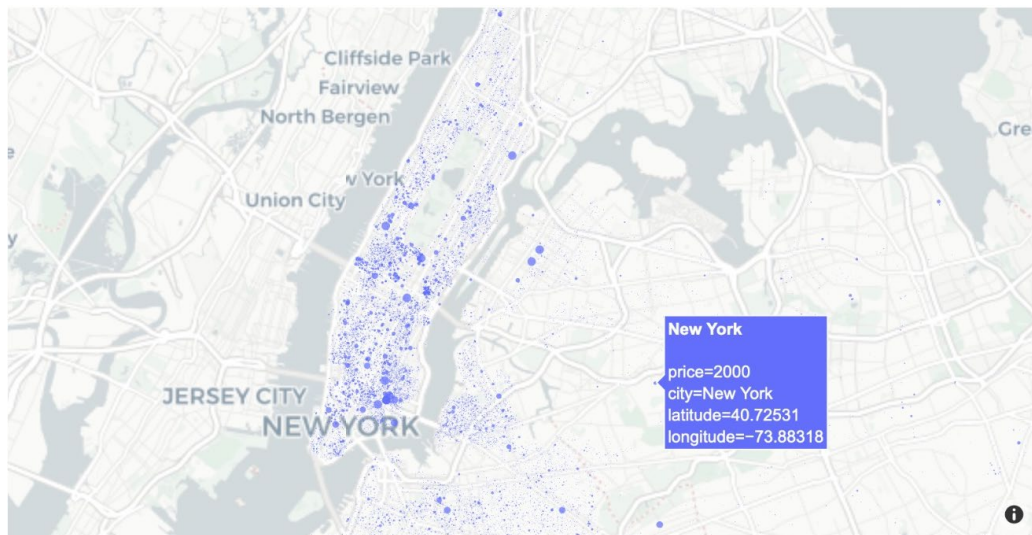 Cliffside Park
Fairview
North Bergen
Gre
w York
Union City
New York
price=2000
city=New York
latitude=40.72531
longitude=−73.88318
JERSEY CITY
NEW YORK